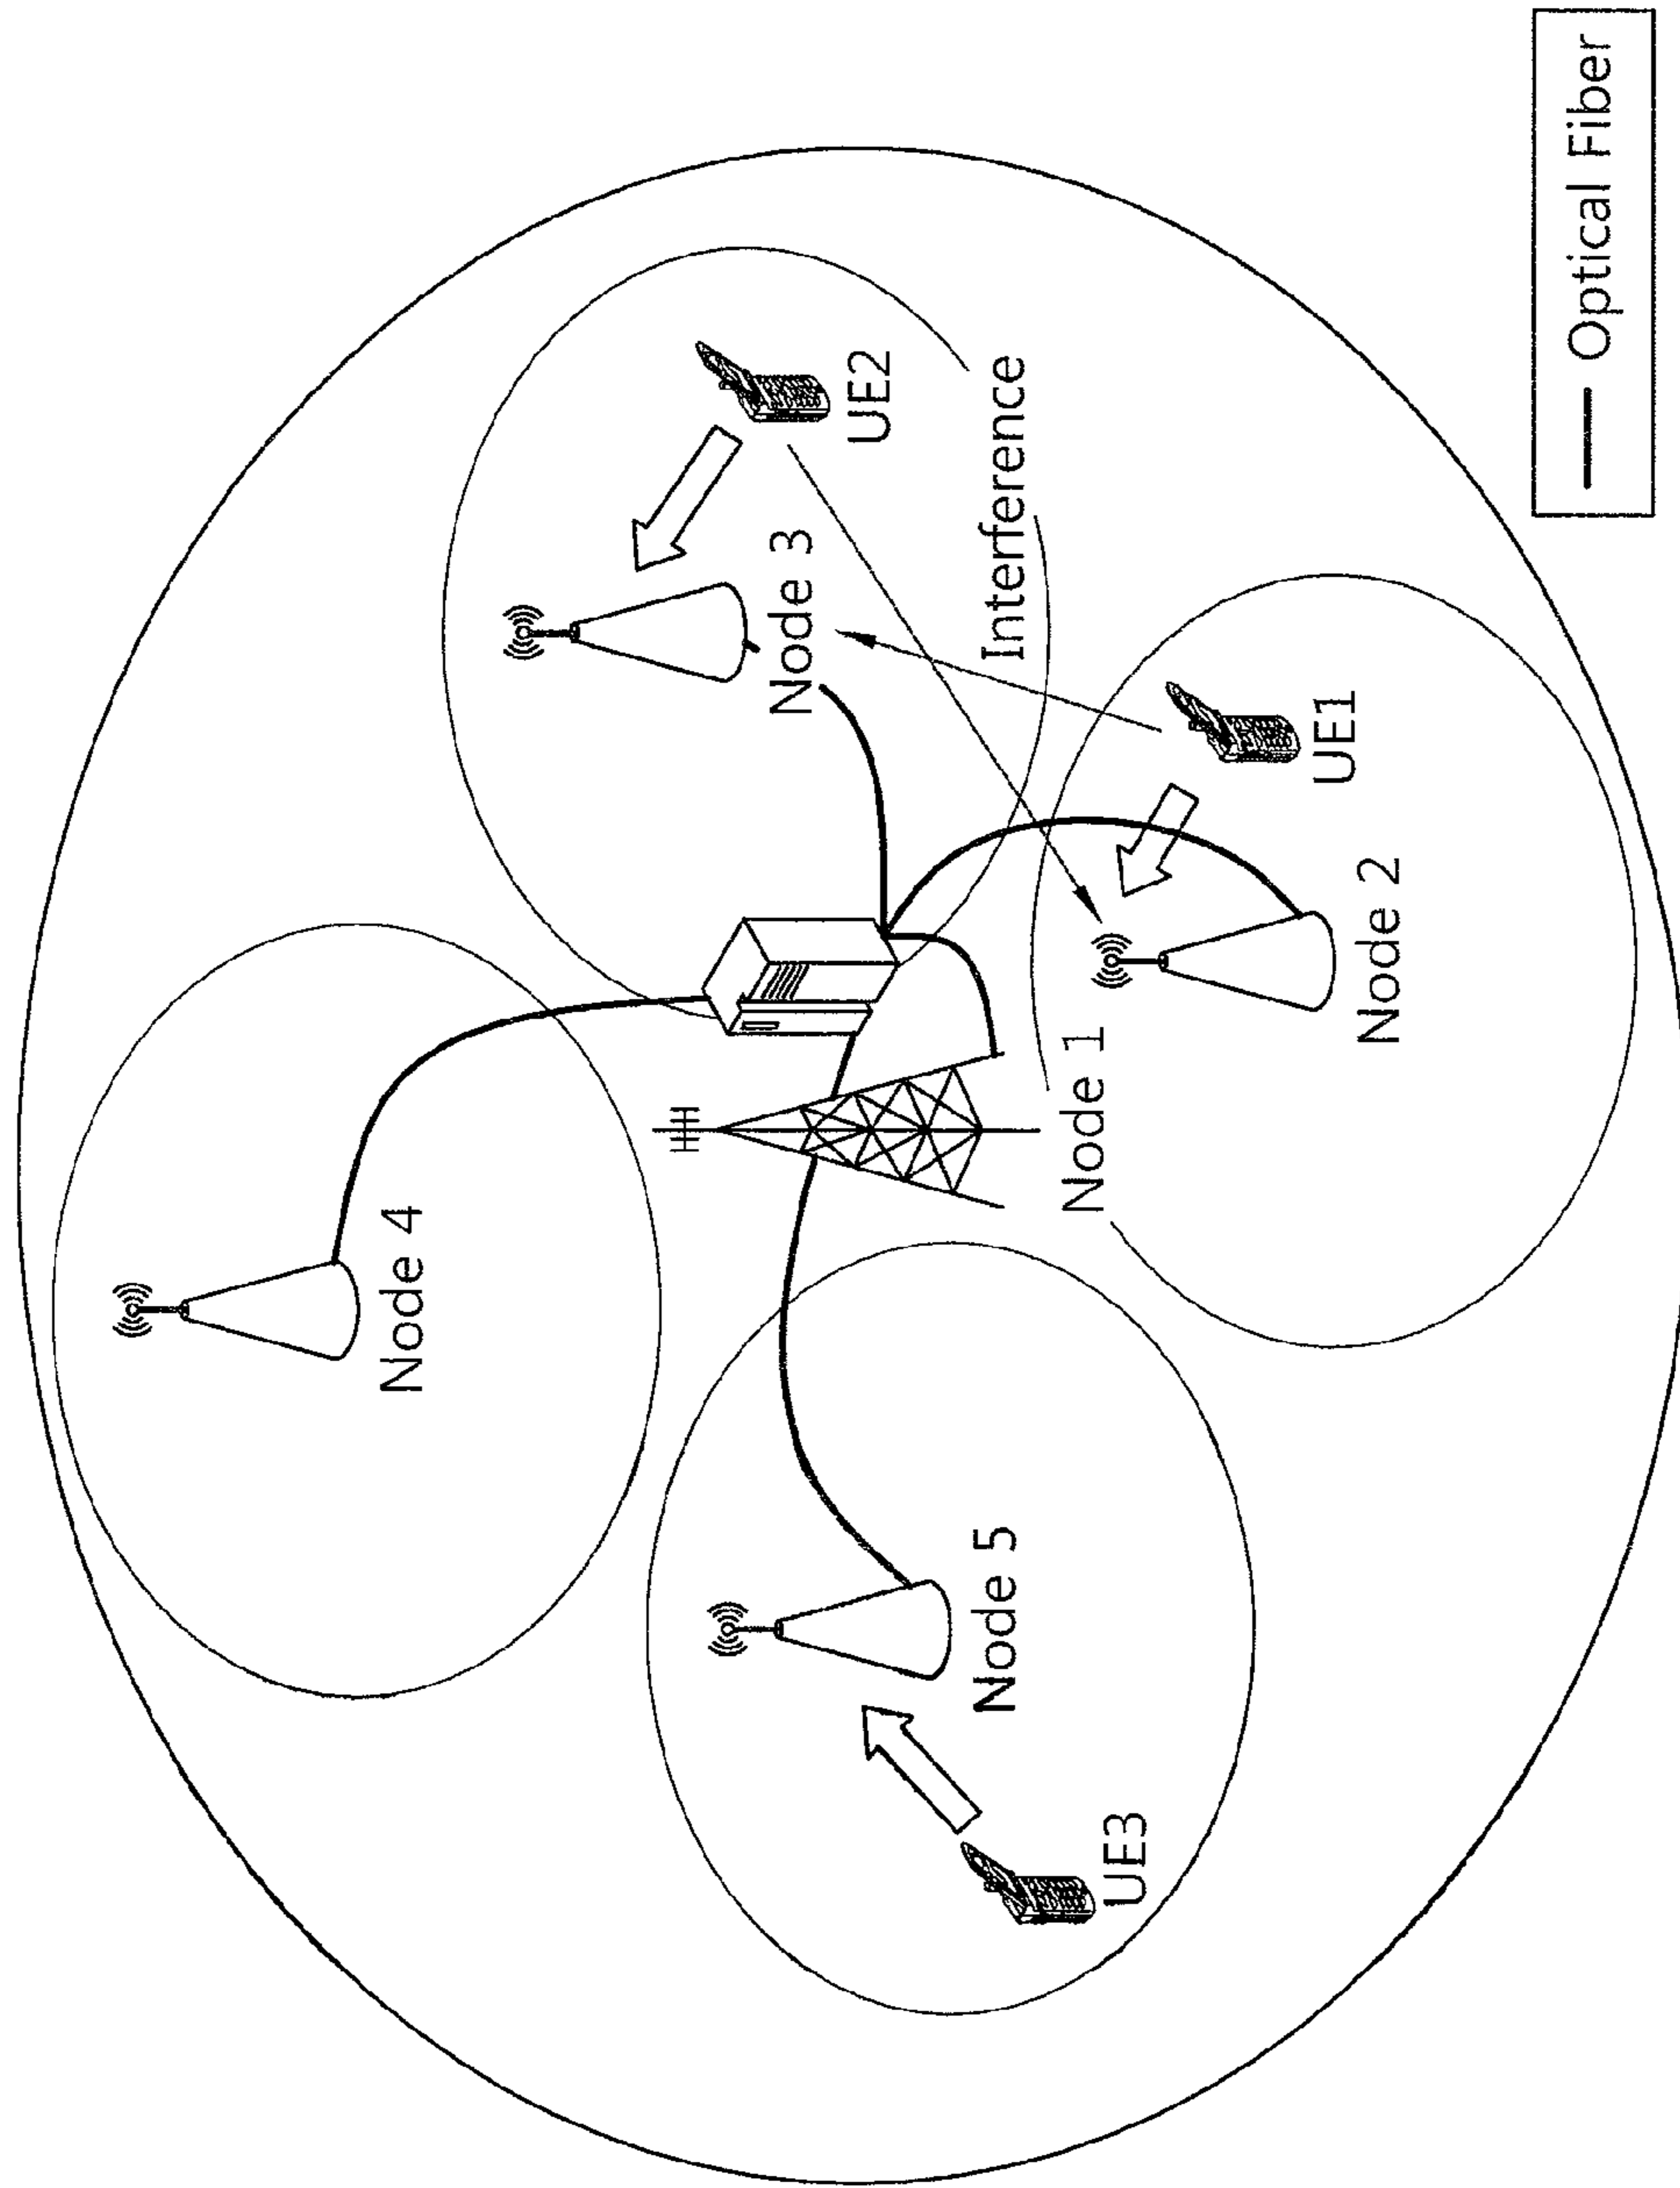 Node 4
Node 3
UE2
Node 5
Node 1
Interference
UE3
Node 2
UE1
Optical Fiber